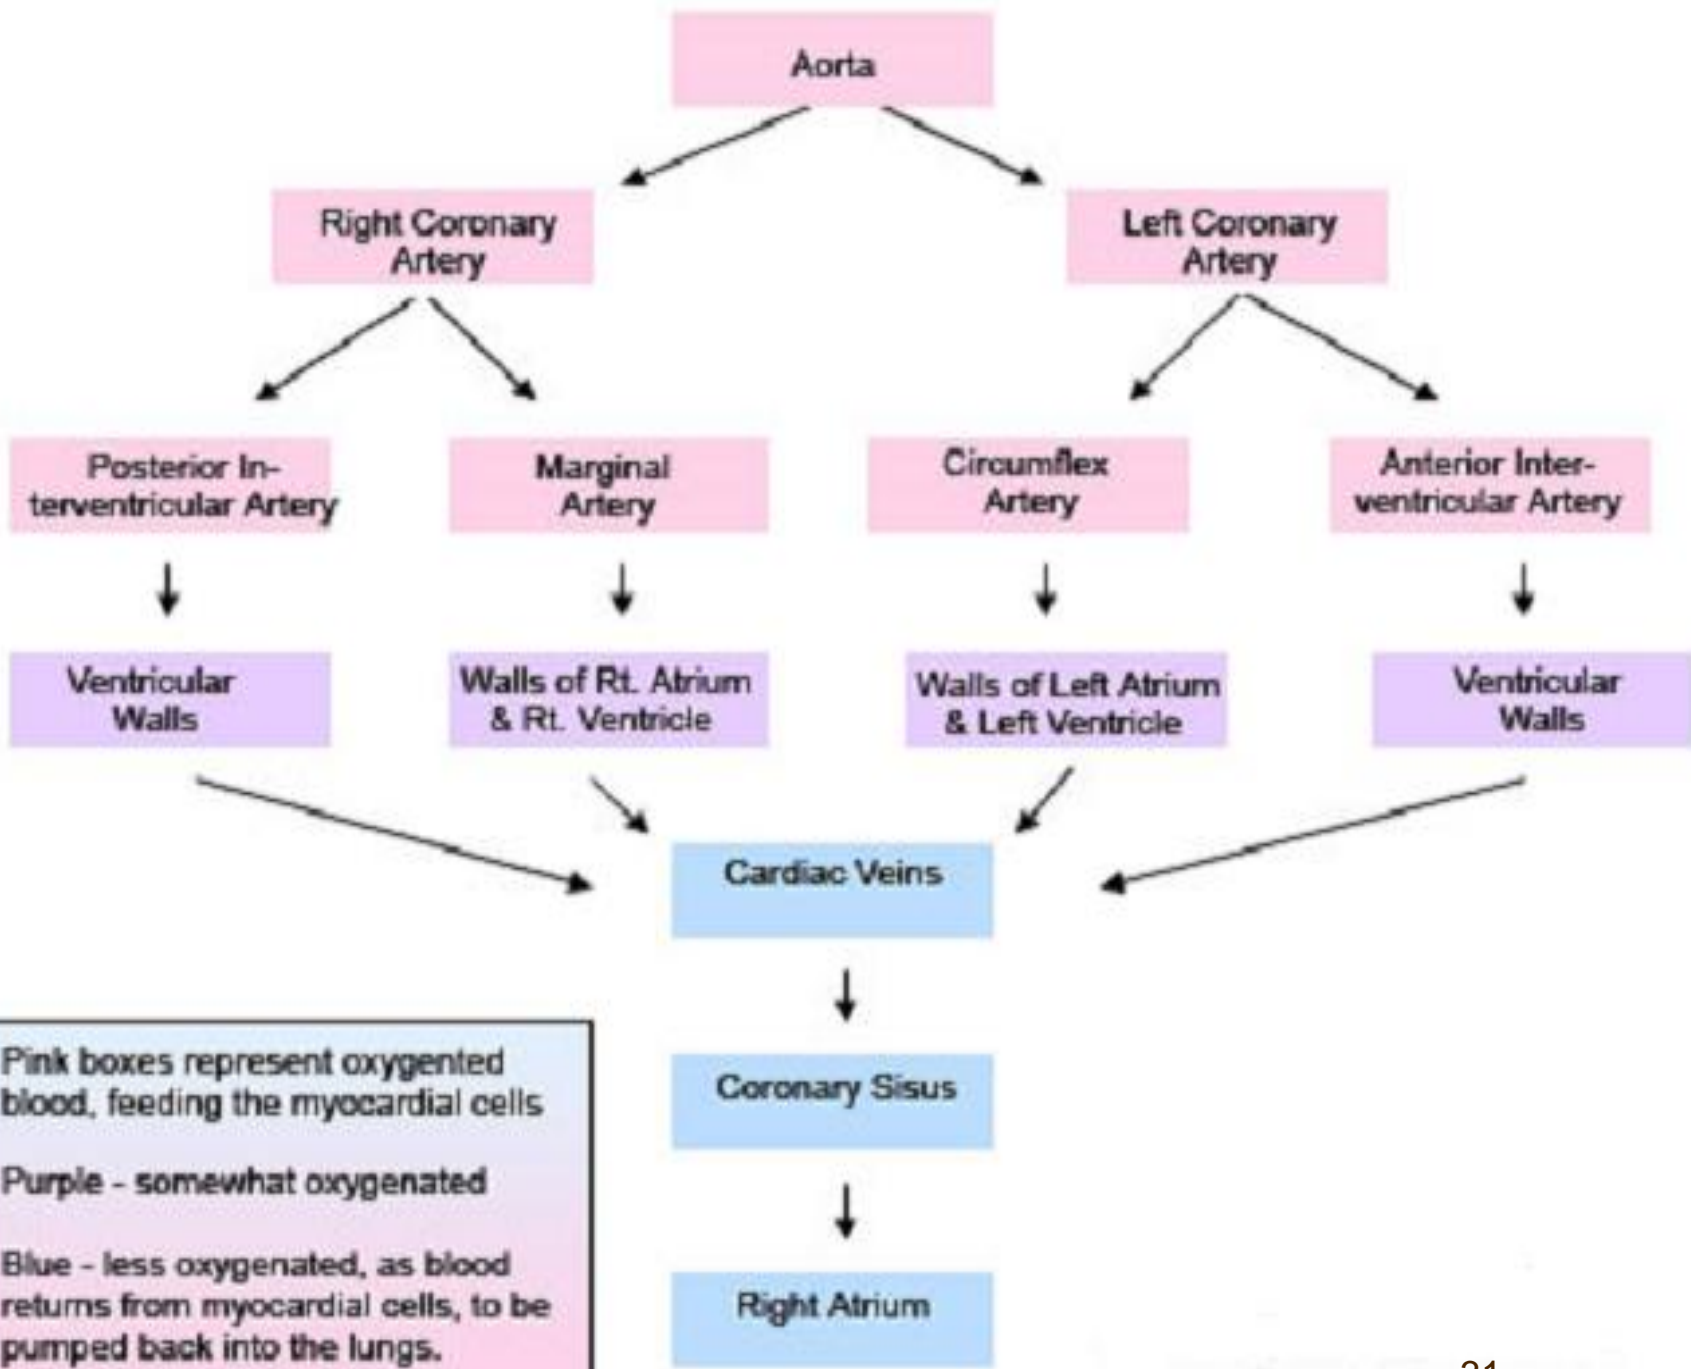 Aorta
Right Coronary
Artery
Left Coronary
Artery
Posterior In-
terventricular Artery
Marginal
Artery
Circumflex
Artery
Anterior Inter-
ventricular Artery
Ventricular
Walls
Walls of Rt. Atrium
& Rt. Ventricle
Walls of Left Atrium
& Left Ventricle
Ventricular
Walls
Cardiac Veins
Coronary Sisus
Right Atrium
Pink boxes represent oxygented
blood, feeding the myocardial cells
Purple - somewhat oxygenated
Blue - less oxygenated, as blood
returns from myocardial cells, to be
pumped back into the lungs.